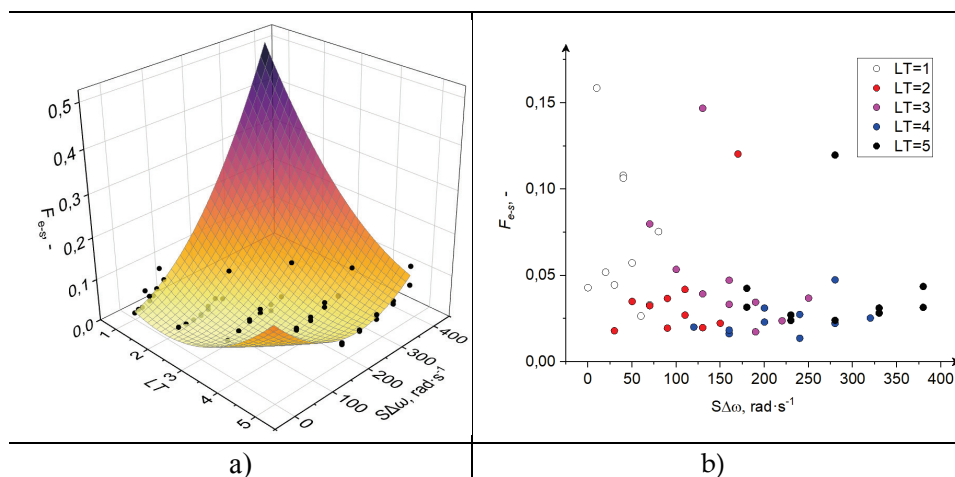 0,5
0,4
0,3
0,2
0,1
0,0
F e-s, -
1
2
3
4
5
LT
0
100
200
300
400
SΔω, rad·s⁻¹
a)
0,15
0,10
0,05
0,00
F e-s, -
0
50
100
150
200
250
300
350
400
SΔω, rad·s⁻¹
LT=1
LT=2
LT=3
LT=4
LT=5
b)